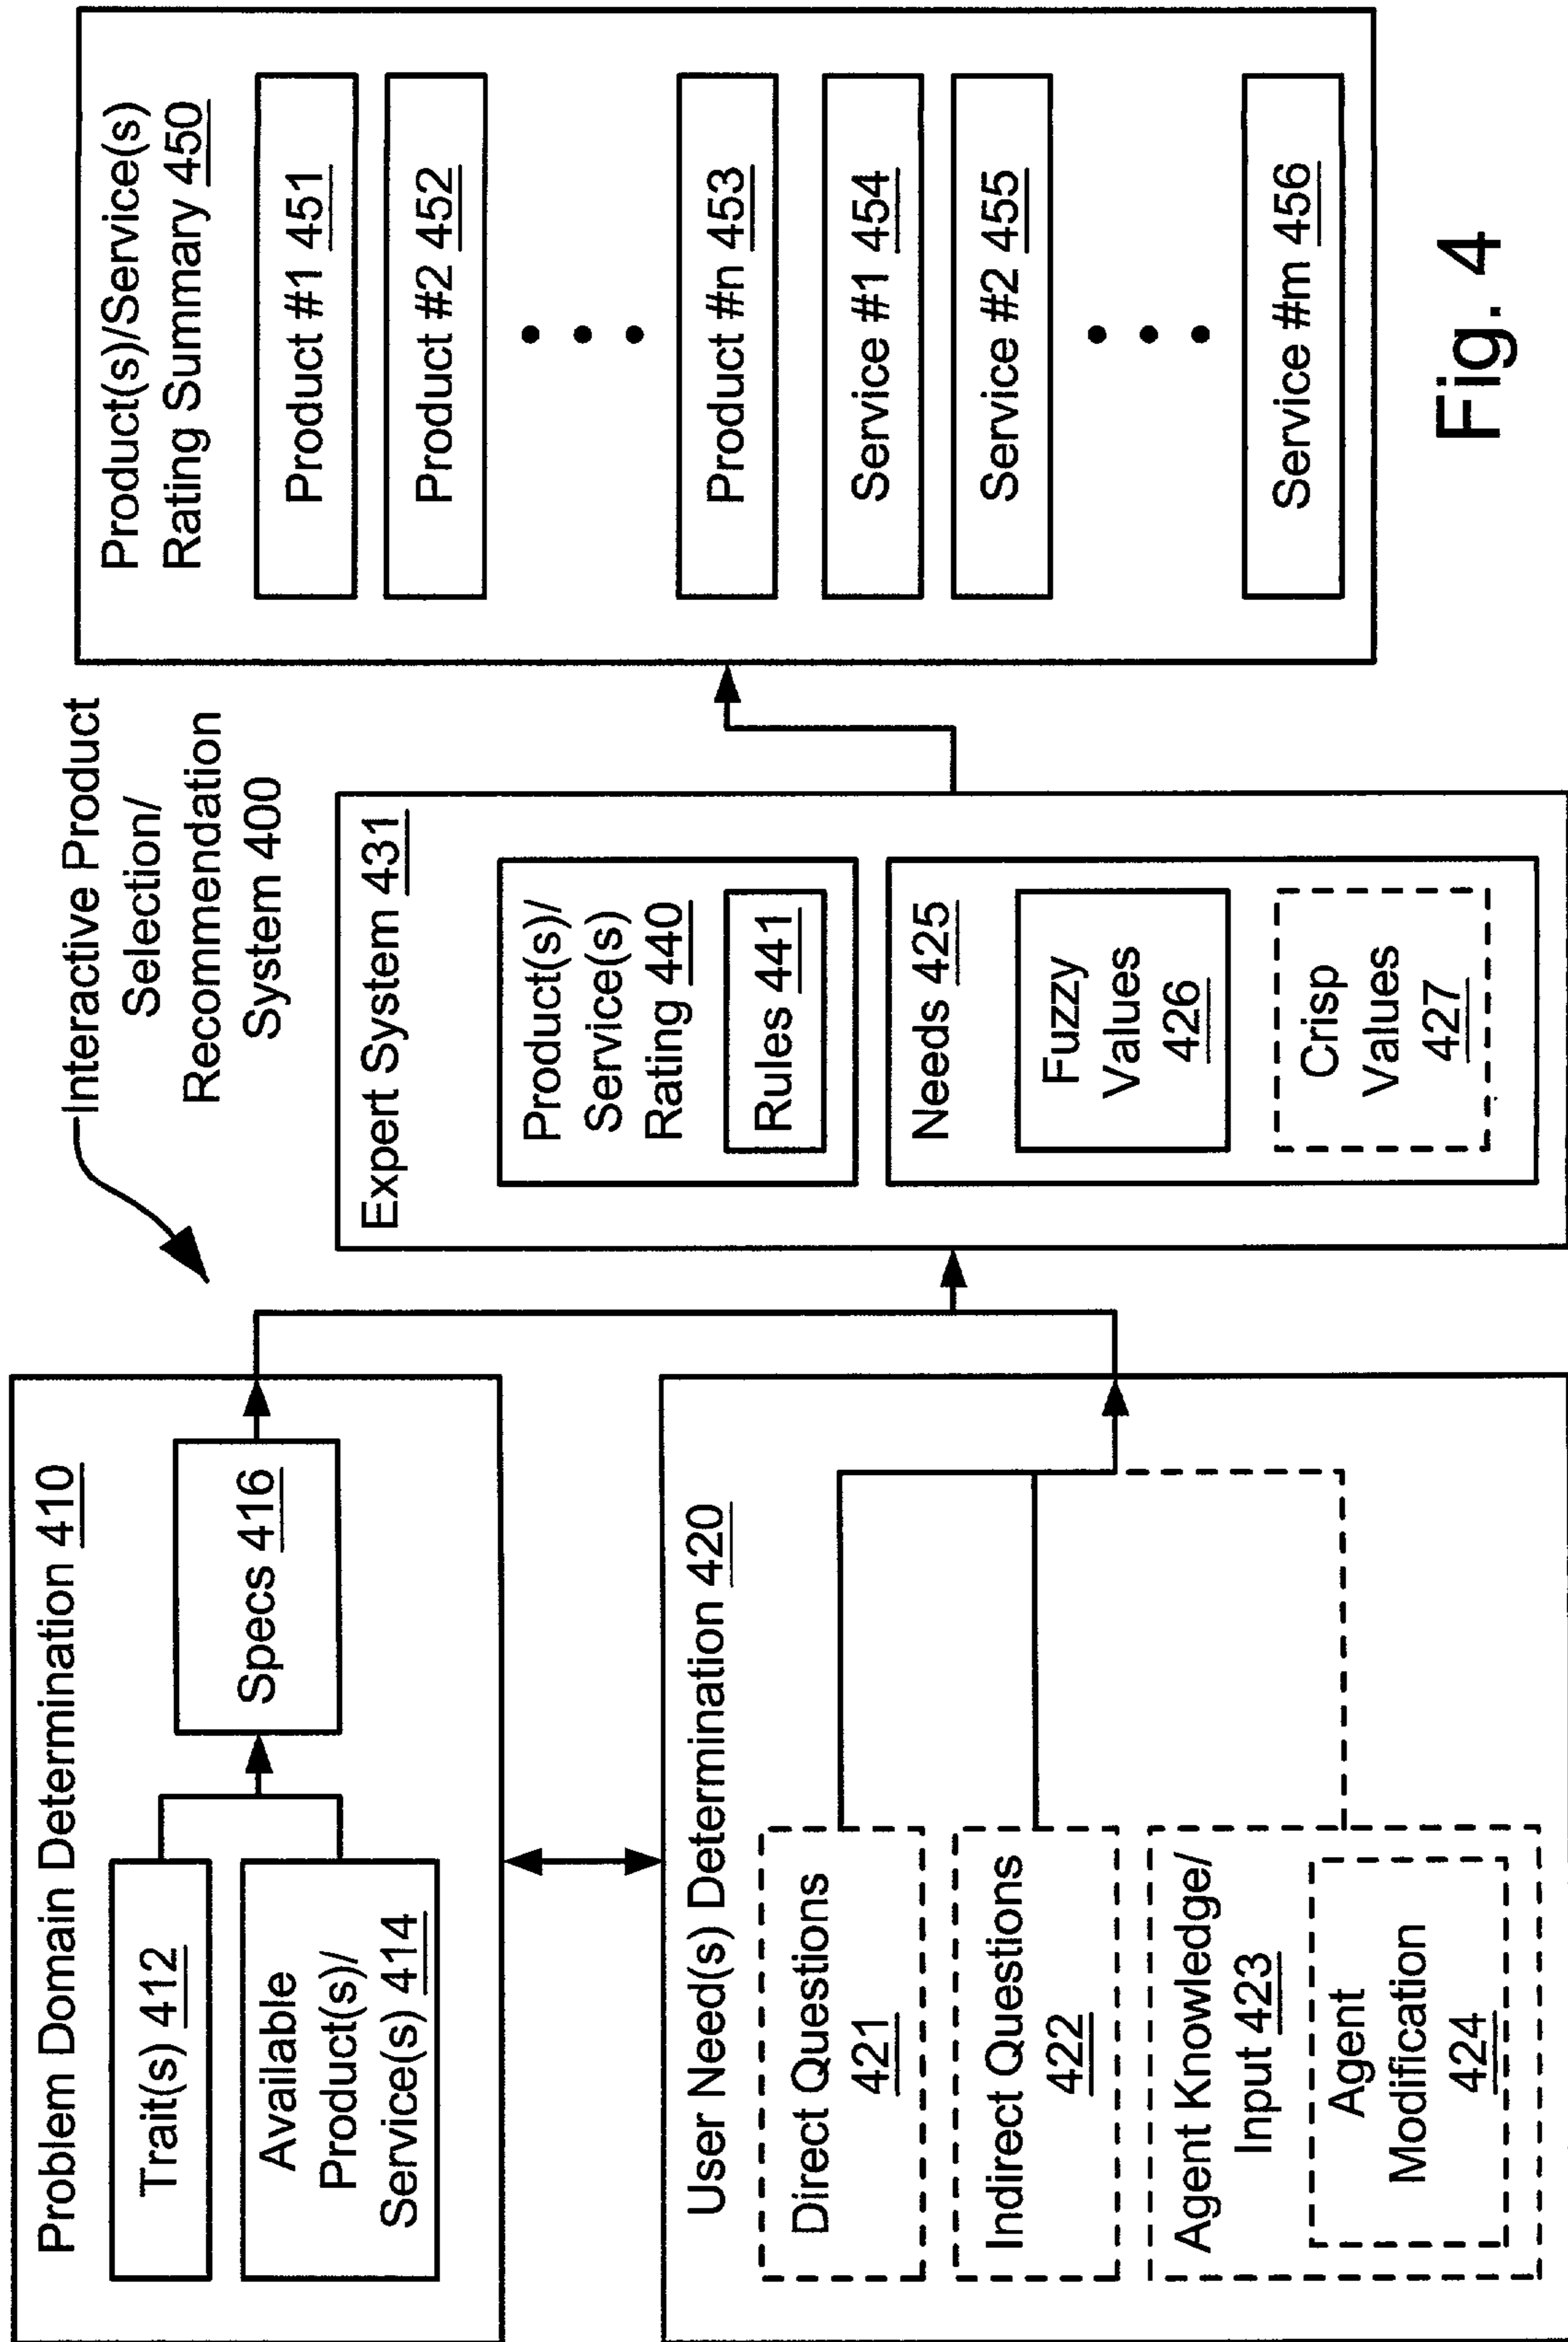 Interactive Product
Selection/
Recommendation
System 400
Problem Domain Determination 410
Trait(s) 412
Available
Product(s)/
Service(s) 414
Specs 416
User Need(s) Determination 420
Direct Questions
421
Indirect Questions
422
Agent Knowledge/
Input 423
Agent
Modification
424
Expert System 431
Product(s)/
Service(s)
Rating 440
Rules 441
Needs 425
Fuzzy
Values
426
Crisp
Values
427
Product(s)/Service(s)
Rating Summary 450
Product #1 451
Product #2 452
Product #n 453
Service #1 454
Service #2 455
Service #m 456
Fig. 4